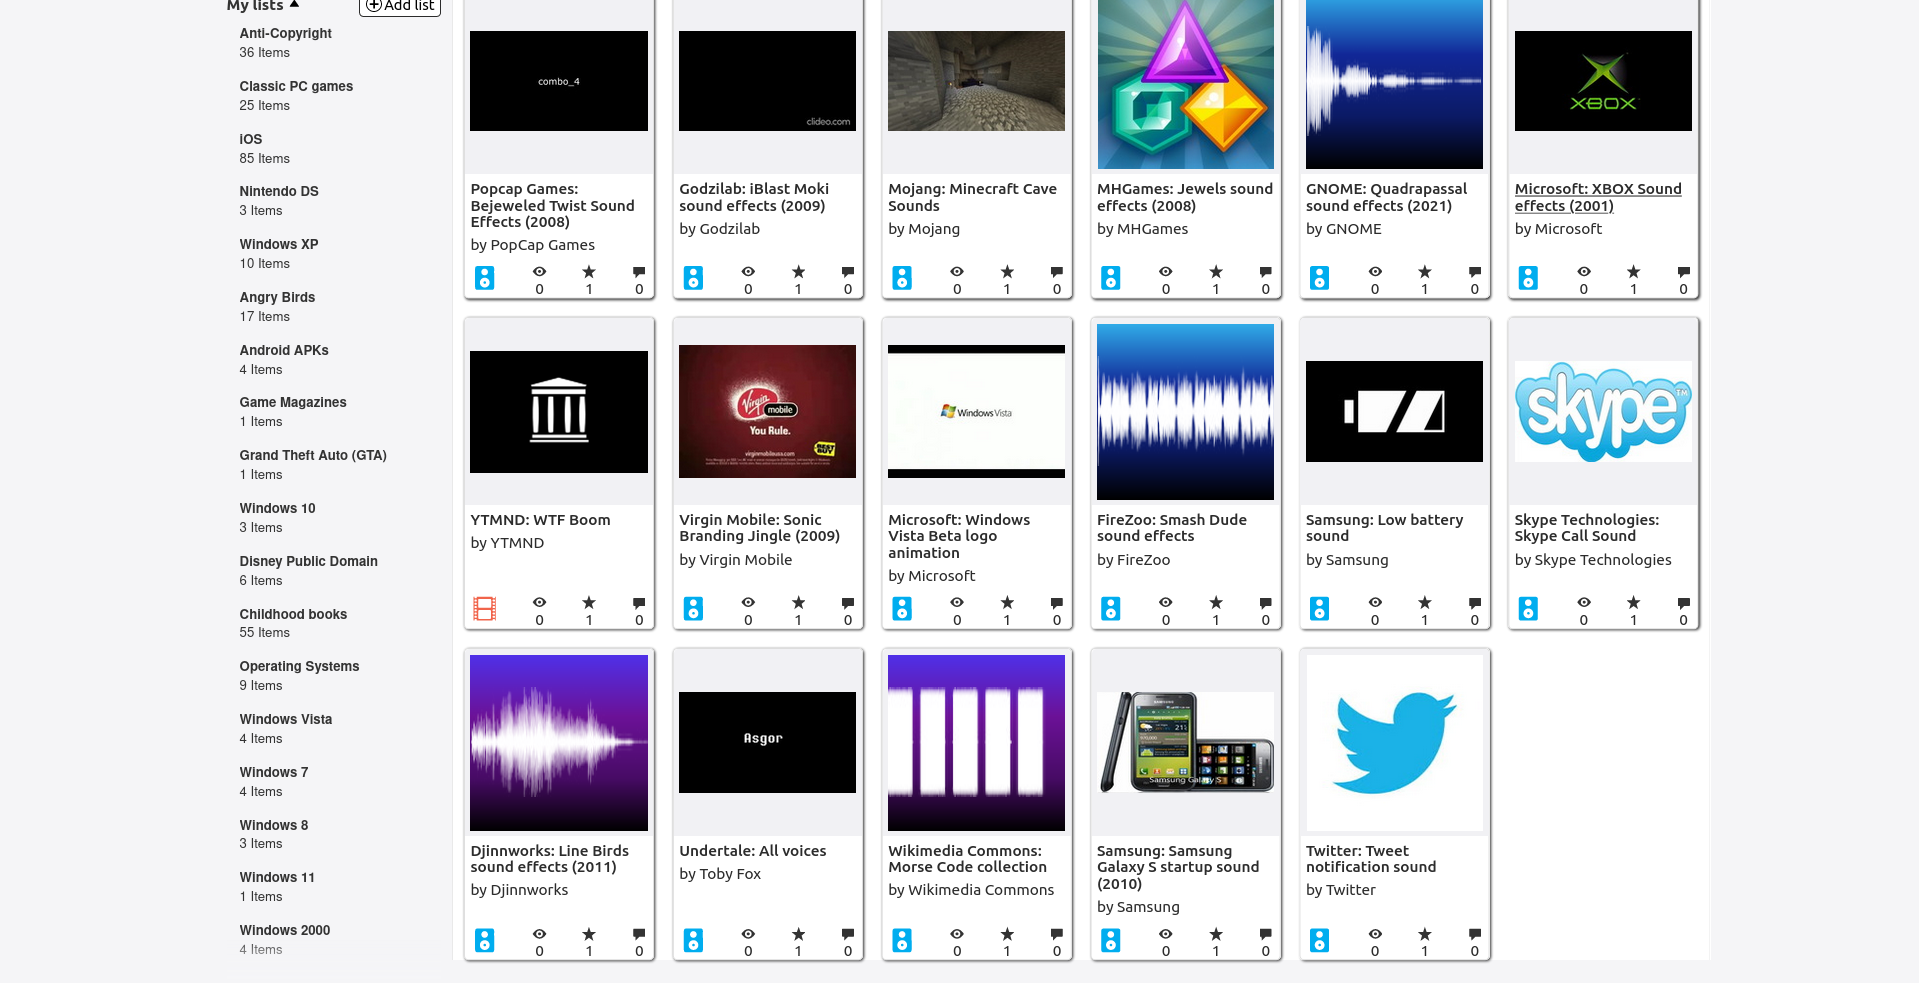 My lists
Add list
Anti-Copyright
36 Items
Classic PC games
25 Items
iOS
85 Items
Nintendo DS
3 Items
Windows XP
10 Items
Angry Birds
17 Items
Android APKs
4 Items
Game Magazines
1 Items
Grand Theft Auto (GTA)
1 Items
Windows 10
3 Items
Disney Public Domain
6 Items
Childhood books
55 Items
Operating Systems
9 Items
Windows Vista
4 Items
Windows 7
4 Items
Windows 8
3 Items
Windows 11
1 Items
Windows 2000
4 Items
combo_4
Popcap Games:
Bejeweled Twist Sound
Effects (2008)
by PopCap Games
0 1 0
clideo.com
Godzilab: iBlast Moki
sound effects (2009)
by Godzilab
0 1 0
Mojang: Minecraft Cave
Sounds
by Mojang
0 1 0
MHGames: Jewels sound
effects (2008)
by MHGames
0 1 0
GNOME: Quadrapassal
sound effects (2021)
by GNOME
0 1 0
XBOX
Microsoft: XBOX Sound
effects (2001)
by Microsoft
0 1 0
YTMND: WTF Boom
by YTMND
0 1 0
Virgin
mobile
You Rule.
virginmobileusa.com
BEST BUY
Virgin Mobile: Sonic
Branding Jingle (2009)
by Virgin Mobile
0 1 0
Windows Vista
Microsoft: Windows
Vista Beta logo
animation
by Microsoft
0 1 0
FireZoo: Smash Dude
sound effects
by FireZoo
0 1 0
Samsung: Low battery
sound
by Samsung
0 1 0
skype™
Skype Technologies:
Skype Call Sound
by Skype Technologies
0 1 0
Djinnworks: Line Birds
sound effects (2011)
by Djinnworks
0 1 0
Asgor
Undertale: All voices
by Toby Fox
0 1 0
Wikimedia Commons:
Morse Code collection
by Wikimedia Commons
0 1 0
Samsung Galaxy S
Samsung: Samsung
Galaxy S startup sound
(2010)
by Samsung
0 1 0
Twitter: Tweet
notification sound
by Twitter
0 1 0